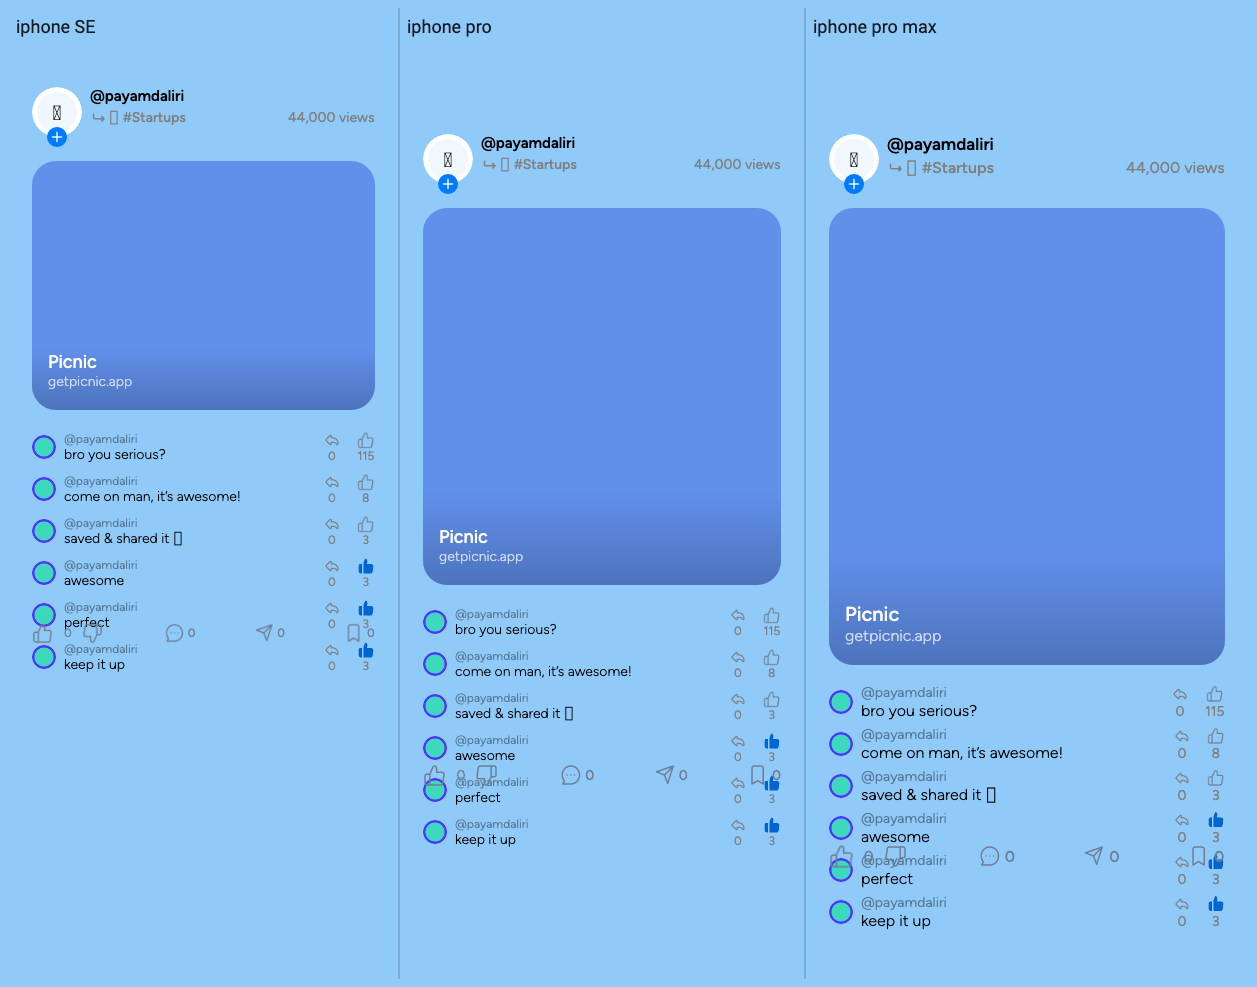 iphone SE
@payamdaliri
#Startups
44,000 views
Picnic
getpicnic.app
@payamdaliri
bro you serious?
0
115
@payamdaliri
come on man, it's awesome!
0
8
@payamdaliri
saved & shared it
0
3
@payamdaliri
awesome
0
3
@payamdaliri
perfect
0
3
0
0
0
0
@payamdaliri
keep it up
0
3
iphone pro
@payamdaliri
#Startups
44,000 views
Picnic
getpicnic.app
@payamdaliri
bro you serious?
0
115
@payamdaliri
come on man, it's awesome!
0
8
@payamdaliri
saved & shared it
0
3
@payamdaliri
awesome
0
3
0
0
0
0
@payamdaliri
perfect
0
3
@payamdaliri
keep it up
0
3
iphone pro max
@payamdaliri
#Startups
44,000 views
Picnic
getpicnic.app
@payamdaliri
bro you serious?
0
115
@payamdaliri
come on man, it's awesome!
0
8
@payamdaliri
saved & shared it
0
3
@payamdaliri
awesome
0
3
0
0
0
0
@payamdaliri
perfect
0
3
@payamdaliri
keep it up
0
3